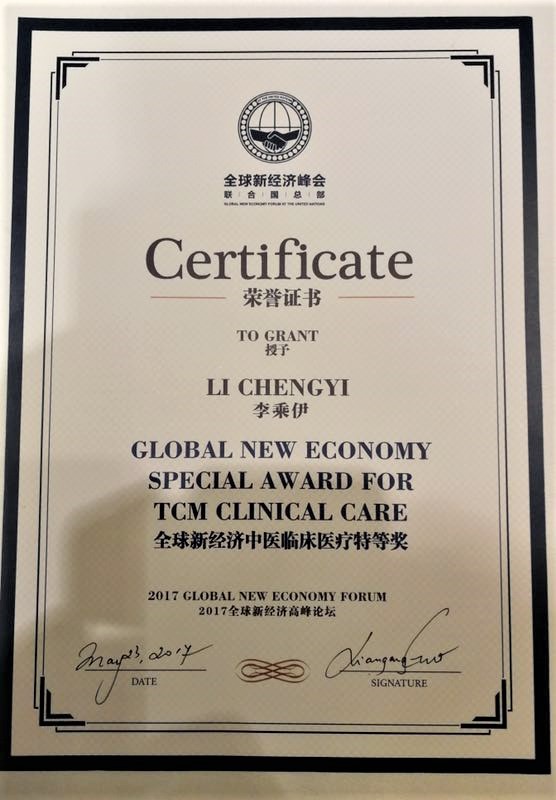 全球新经济峰会
联 合 国 总 部
GLOBAL NEW ECONOMY FORUM AT THE UNITED NATIONS
Certificate
荣誉证书
TO GRANT
授予
LI CHENGYI
李乘伊
GLOBAL NEW ECONOMY
SPECIAL AWARD FOR
TCM CLINICAL CARE
全球新经济中医临床医疗特等奖
2017 GLOBAL NEW ECONOMY FORUM
2017全球新经济高峰论坛
May 23, 2017
DATE
SIGNATURE